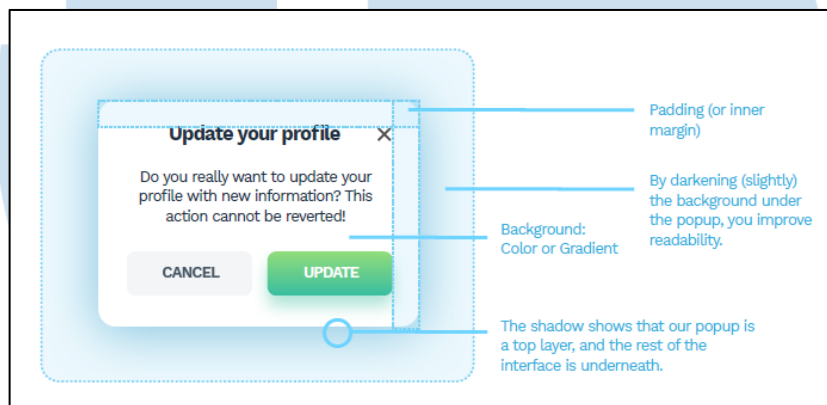 Update your profile
Do you really want to update your
profile with new information? This
action cannot be reverted!
CANCEL
UPDATE
Padding (or inner
margin)
By darkening (slightly)
the background under
the popup, you improve
readability.
Background:
Color or Gradient
The shadow shows that our popup is
a top layer, and the rest of the
interface is underneath.